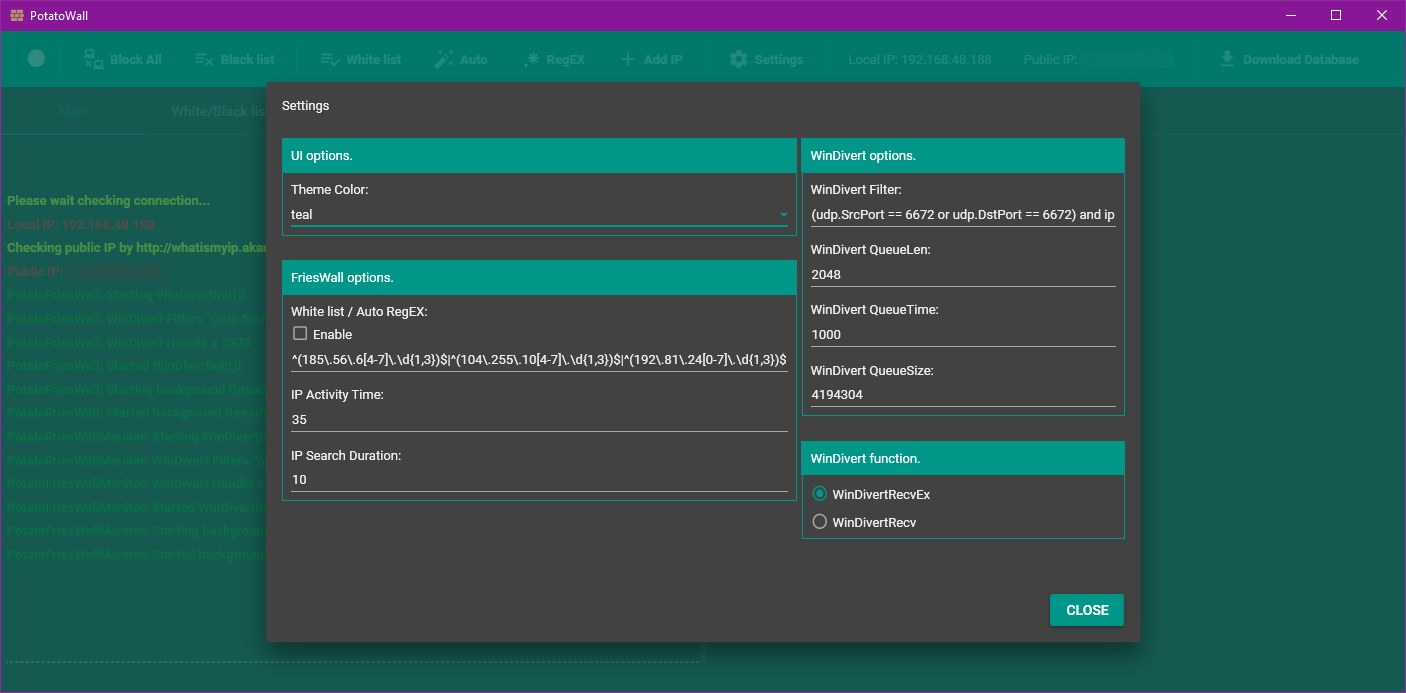 PotatoWall
Block All
Black list
White list
Auto
RegEX
Add IP
Settings
Local IP: 192.168.48.188
Public IP:
Download Database
Main
White/Black lis
Please wait checking connection...
Local IP: 192.168.48.188
Checking public IP by http://whatismyip.akar
Public IP:
PotatoFriesWall: Starting WinDivertInit()!
PotatoFriesWall: WinDivert Filter= "(udp.SrcP
PotatoFriesWall: WinDivert Handle = 2332
PotatoFriesWall: Started WinDivertInit()!
PotatoFriesWall: Starting background thread
PotatoFriesWall: Started background thread
PotatoFriesWallMonitor: Starting WinDivertIn
PotatoFriesWallMonitor: WinDivert Filter= "(
PotatoFriesWallMonitor: WinDivert Handle =
PotatoFriesWallMonitor: Started WinDivertIn
PotatoFriesWallMonitor: Starting background
PotatoFriesWallMonitor: Started background
Settings
UI options.
Theme Color:
teal
FriesWall options.
White list / Auto RegEX:
Enable
^(185\.56\.6[4-7]\.\d{1,3})$|^(104\.255\.10[4-7]\.\d{1,3})$|^(192\.81\.24[0-7]\.\d{1,3})$
IP Activity Time:
35
IP Search Duration:
10
WinDivert options.
WinDivert Filter:
(udp.SrcPort == 6672 or udp.DstPort == 6672) and ip
WinDivert QueueLen:
2048
WinDivert QueueTime:
1000
WinDivert QueueSize:
4194304
WinDivert function.
WinDivertRecvEx
WinDivertRecv
CLOSE